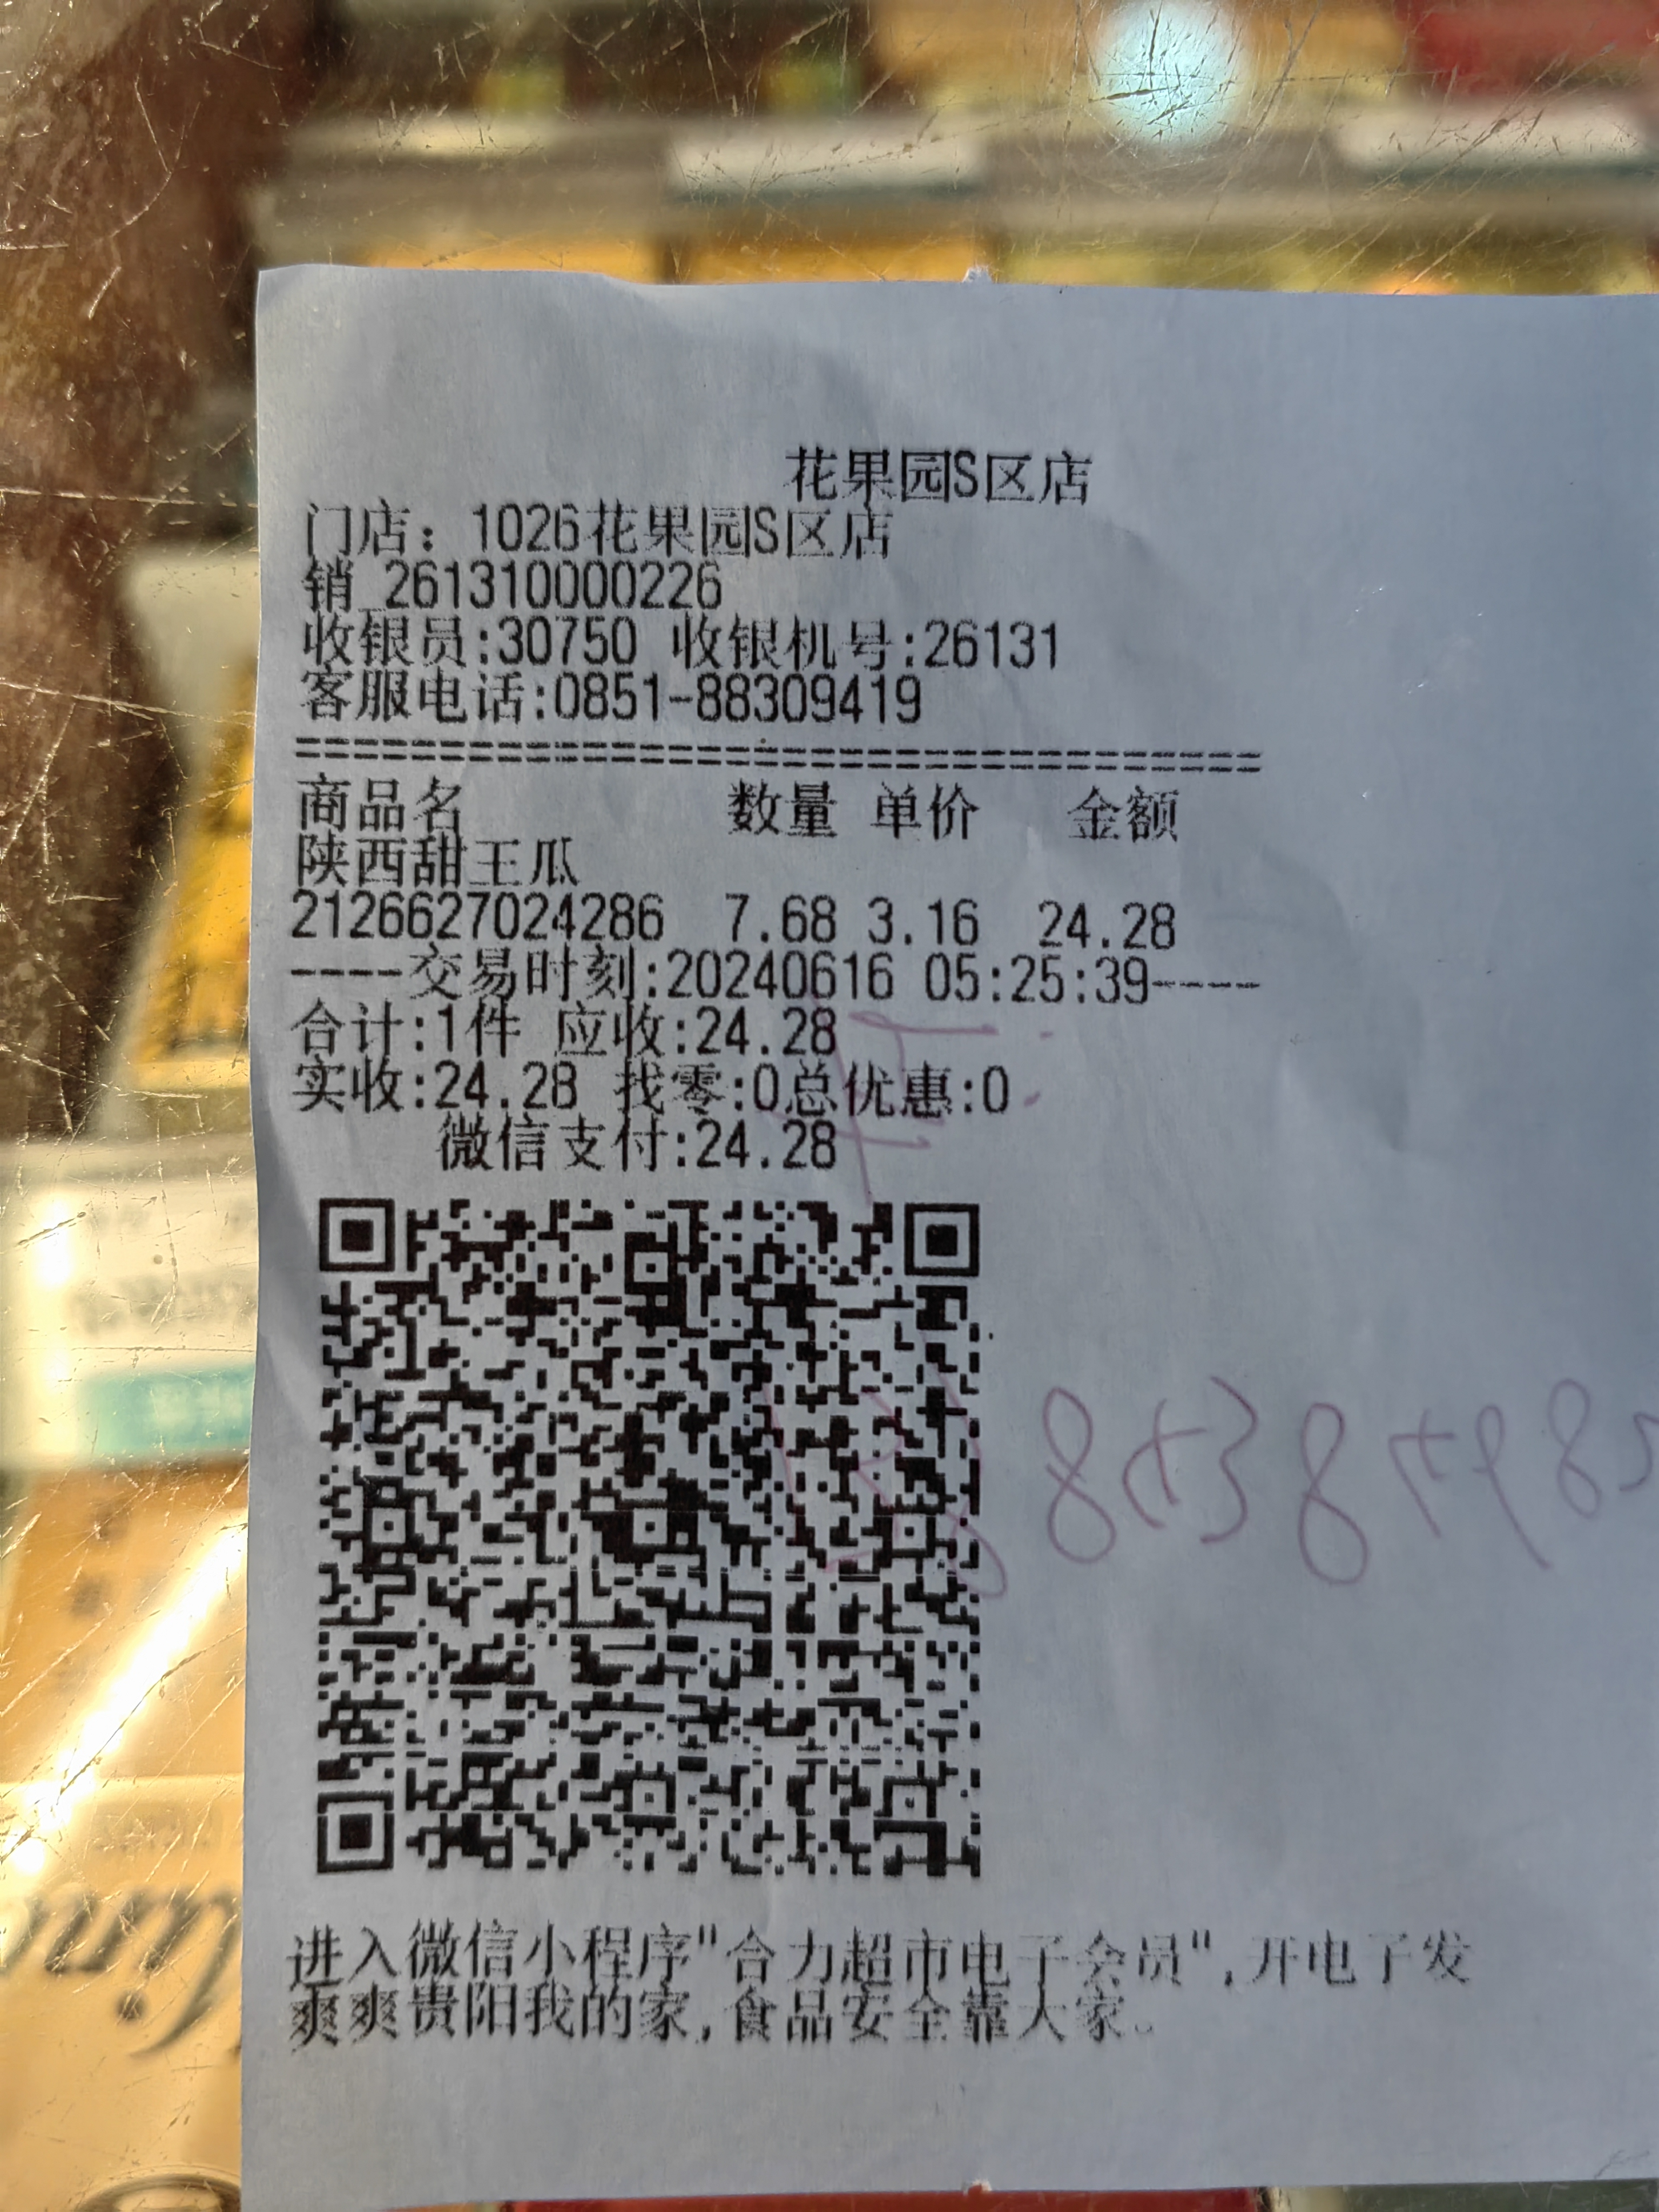 花果园S区店
门店：1026花果园S区店
销_261310000226
收银员:30750 收银机号:26131
客服电话:0851-88309419
==================================
商品名 数量 单价 金额
陕西甜王瓜
2126627024286 7.68 3.16 24.28
----交易时刻:20240616 05:25:39----
合计:1件 应收:24.28
实收:24.28 找零:0总优惠:0
微信支付:24.28
进入微信小程序"合力超市电子会员",开电子发
爽爽贵阳我的家,食品安全靠大家。